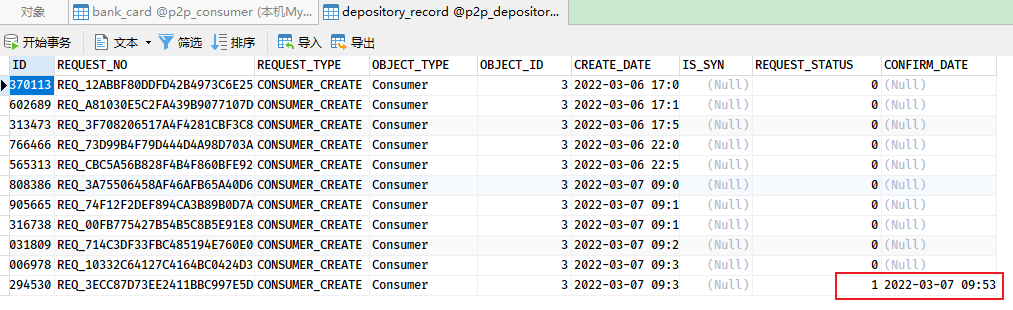 对象 bank_card @p2p_consumer (本机My... depository_record @p2p_depositor...
开始事务 文本 筛选 排序 导入 导出
ID REQUEST_NO REQUEST_TYPE OBJECT_TYPE OBJECT_ID CREATE_DATE IS_SYN REQUEST_STATUS CONFIRM_DATE
370113 REQ_12ABBF80DDFD42B4973C6E25 CONSUMER_CREATE Consumer 3 2022-03-06 17:0 (Null) 0 (Null)
602689 REQ_A81030E5C2FA439B9077107D CONSUMER_CREATE Consumer 3 2022-03-06 17:1 (Null) 0 (Null)
313473 REQ_3F708206517A4F4281CBF3C8 CONSUMER_CREATE Consumer 3 2022-03-06 17:5 (Null) 0 (Null)
766466 REQ_73D99B4F79D444D4A98D703A CONSUMER_CREATE Consumer 3 2022-03-06 22:0 (Null) 0 (Null)
565313 REQ_CBC5A56B828F4B4F860BFE92 CONSUMER_CREATE Consumer 3 2022-03-06 22:5 (Null) 0 (Null)
808386 REQ_3A75506458AF46AFB65A40D6 CONSUMER_CREATE Consumer 3 2022-03-07 09:0 (Null) 0 (Null)
905665 REQ_74F12F2DEF894CA3B89B0D7A CONSUMER_CREATE Consumer 3 2022-03-07 09:1 (Null) 0 (Null)
316738 REQ_00FB775427B54B5C8B5E91E8 CONSUMER_CREATE Consumer 3 2022-03-07 09:1 (Null) 0 (Null)
031809 REQ_714C3DF33FBC485194E760E0 CONSUMER_CREATE Consumer 3 2022-03-07 09:2 (Null) 0 (Null)
006978 REQ_10332C64127C4164BC0424D3 CONSUMER_CREATE Consumer 3 2022-03-07 09:3 (Null) 0 (Null)
294530 REQ_3ECC87D73EE2411BBC997E5D CONSUMER_CREATE Consumer 3 2022-03-07 09:3 (Null) 1 2022-03-07 09:53